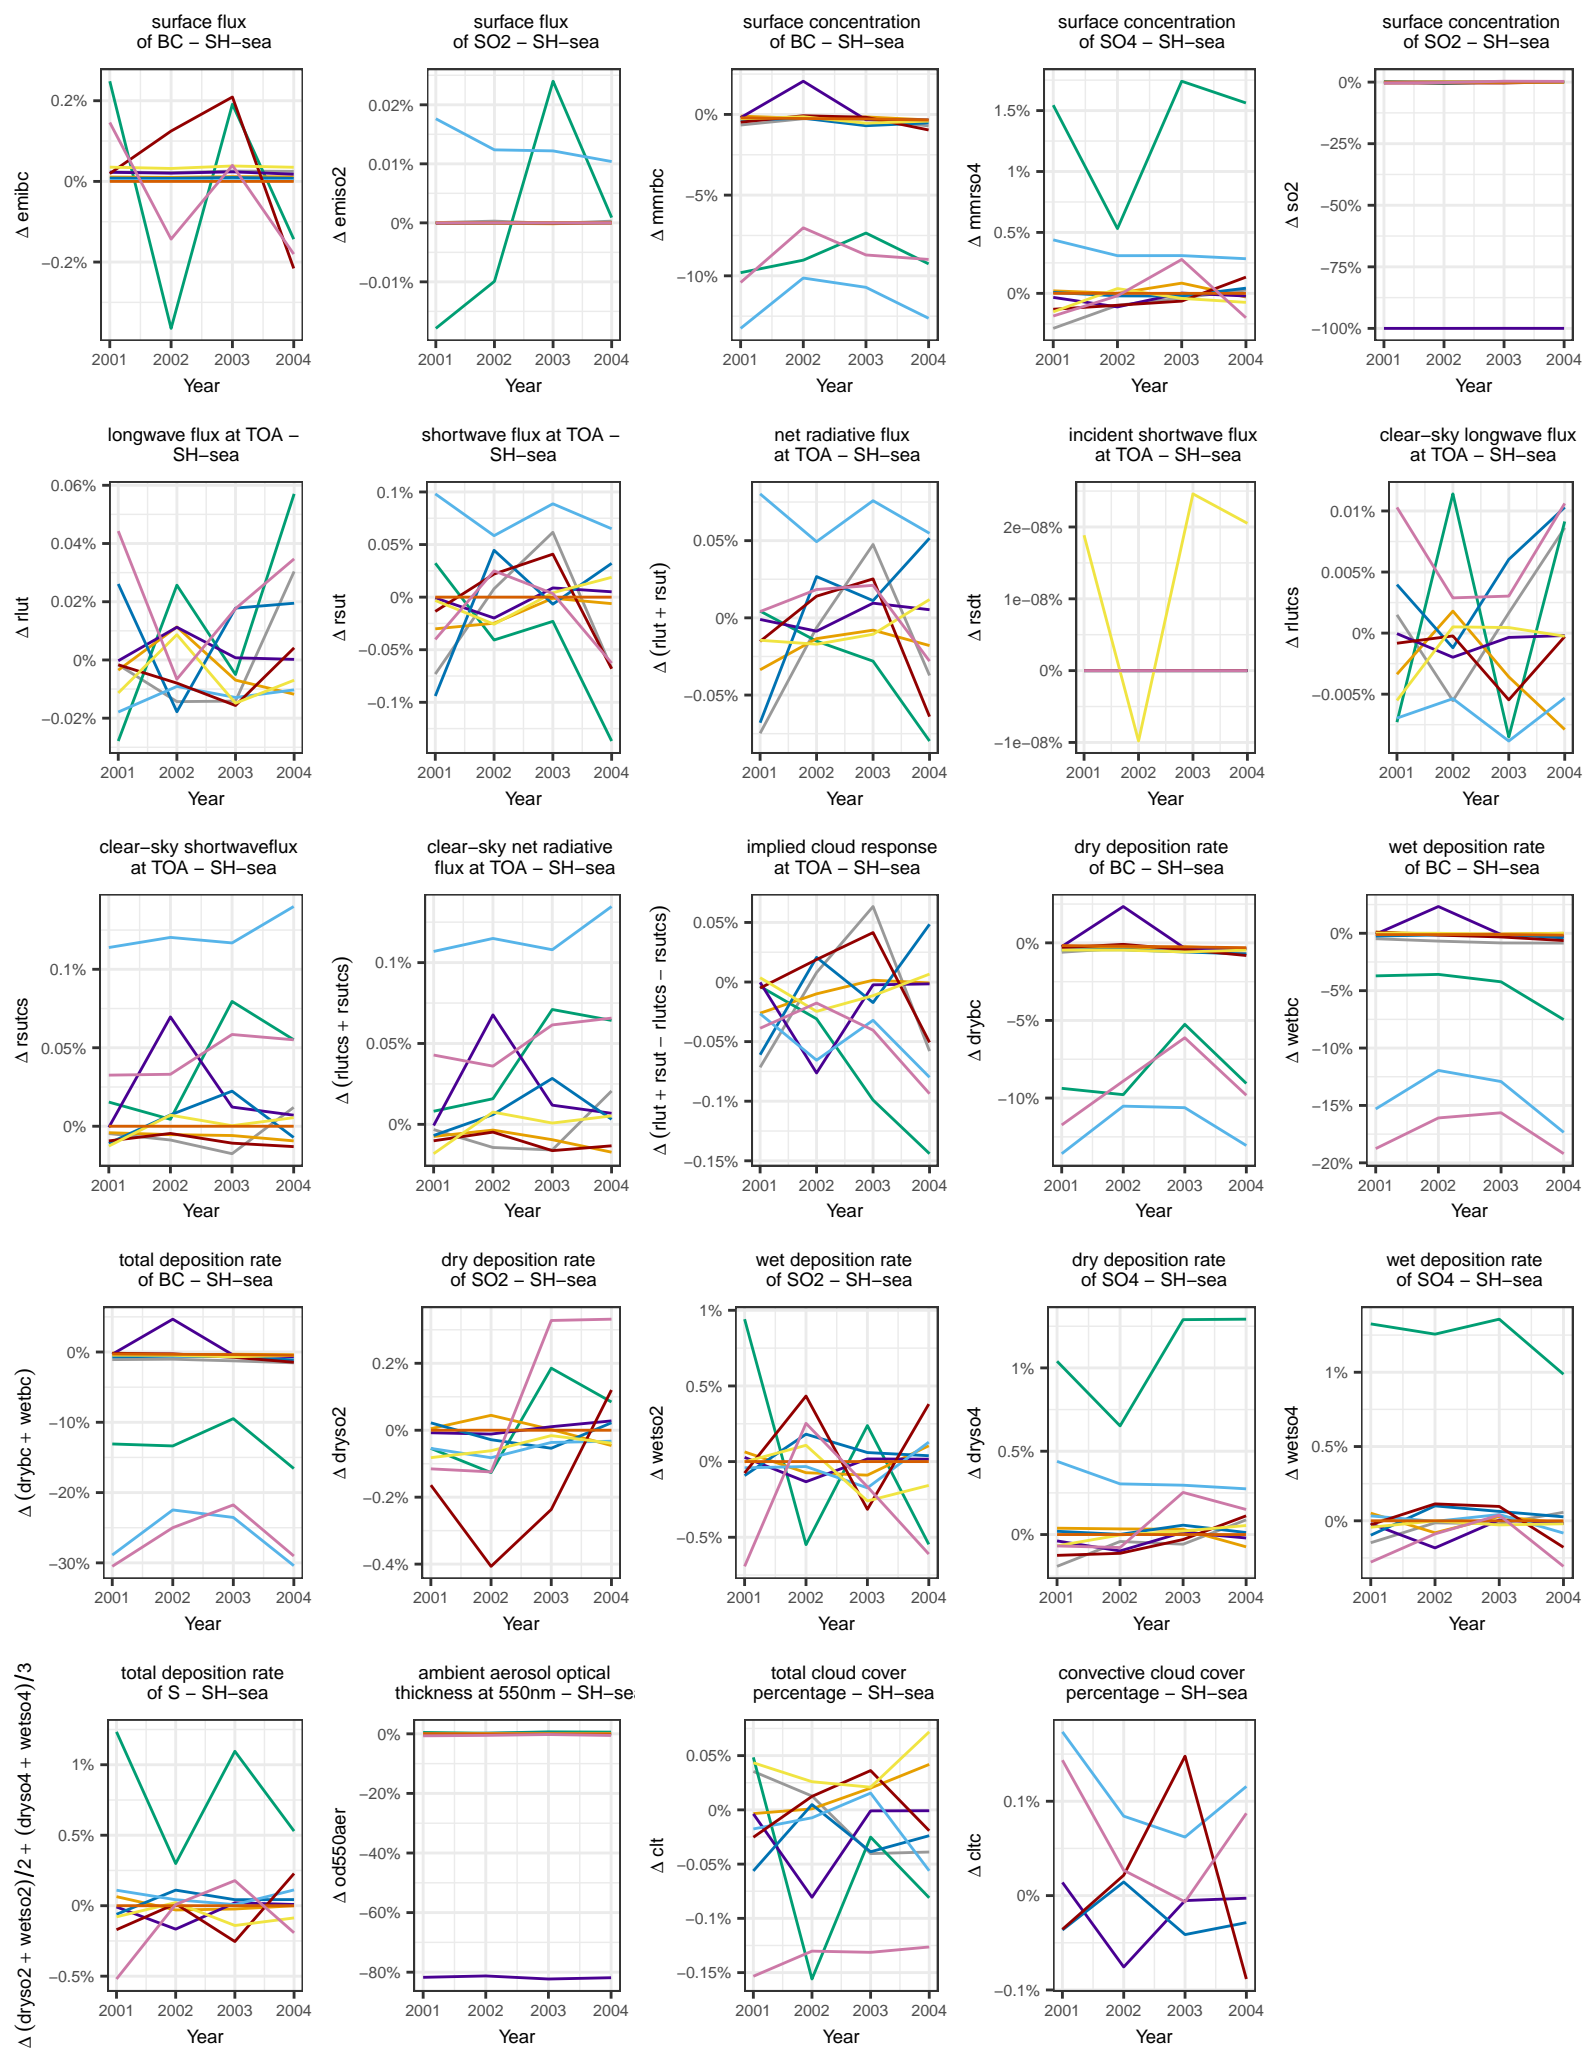 surface flux
of BC − SH−sea
0.2%
0%
−0.2%
Δ emibc
2001 2002 2003 2004
Year
surface flux
of SO2 − SH−sea
0.02%
0.01%
0%
−0.01%
Δ emiso2
2001 2002 2003 2004
Year
surface concentration
of BC − SH−sea
0%
−5%
−10%
Δ mmrbc
2001 2002 2003 2004
Year
surface concentration
of SO4 − SH−sea
1.5%
1%
0.5%
0%
Δ mmrso4
2001 2002 2003 2004
Year
surface concentration
of SO2 − SH−sea
0%
−25%
−50%
−75%
−100%
Δ so2
2001 2002 2003 2004
Year
longwave flux at TOA −
SH−sea
0.06%
0.04%
0.02%
0%
−0.02%
Δ rlut
2001 2002 2003 2004
Year
shortwave flux at TOA −
SH−sea
0.1%
0.05%
0%
−0.05%
−0.1%
Δ rsut
2001 2002 2003 2004
Year
net radiative flux
at TOA − SH−sea
0.05%
0%
−0.05%
Δ (rlut + rsut)
2001 2002 2003 2004
Year
incident shortwave flux
at TOA − SH−sea
2e−08%
1e−08%
0%
−1e−08%
Δ rsdt
2001 2002 2003 2004
Year
clear−sky longwave flux
at TOA − SH−sea
0.01%
0.005%
0%
−0.005%
Δ rlutcs
2001 2002 2003 2004
Year
clear−sky shortwaveflux
at TOA − SH−sea
0.1%
0.05%
0%
Δ rsutcs
2001 2002 2003 2004
Year
clear−sky net radiative
flux at TOA − SH−sea
0.1%
0.05%
0%
Δ (rlutcs + rsutcs)
2001 2002 2003 2004
Year
implied cloud response
at TOA − SH−sea
0.05%
0%
−0.05%
−0.1%
−0.15%
Δ (rlut + rsut − rlutcs − rsutcs)
2001 2002 2003 2004
Year
dry deposition rate
of BC − SH−sea
0%
−5%
−10%
Δ drybc
2001 2002 2003 2004
Year
wet deposition rate
of BC − SH−sea
0%
−5%
−10%
−15%
−20%
Δ wetbc
2001 2002 2003 2004
Year
total deposition rate
of BC − SH−sea
0%
−10%
−20%
−30%
Δ (drybc + wetbc)
2001 2002 2003 2004
Year
dry deposition rate
of SO2 − SH−sea
0.2%
0%
−0.2%
−0.4%
Δ dryso2
2001 2002 2003 2004
Year
wet deposition rate
of SO2 − SH−sea
1%
0.5%
0%
−0.5%
Δ wetso2
2001 2002 2003 2004
Year
dry deposition rate
of SO4 − SH−sea
1%
0.5%
0%
Δ dryso4
2001 2002 2003 2004
Year
wet deposition rate
of SO4 − SH−sea
1%
0.5%
0%
Δ wetso4
2001 2002 2003 2004
Year
total deposition rate
of S − SH−sea
1%
0.5%
0%
−0.5%
Δ (dryso2 + wetso2)/2 + (dryso4 + wetso4)/3
2001 2002 2003 2004
Year
ambient aerosol optical
thickness at 550nm − SH−sea
0%
−20%
−40%
−60%
−80%
Δ od550aer
2001 2002 2003 2004
Year
total cloud cover
percentage − SH−sea
0.05%
0%
−0.05%
−0.1%
−0.15%
Δ clt
2001 2002 2003 2004
Year
convective cloud cover
percentage − SH−sea
0.1%
0%
−0.1%
Δ cltc
2001 2002 2003 2004
Year